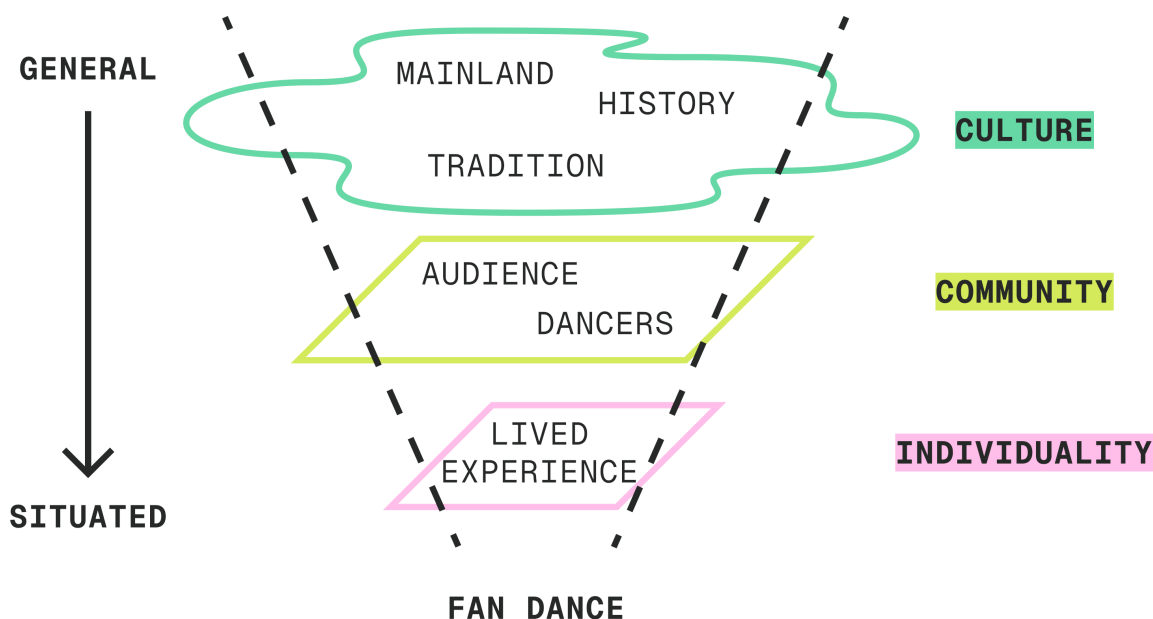 GENERAL
MAINLAND
HISTORY
CULTURE
TRADITION
AUDIENCE
COMMUNITY
DANCERS
LIVED
EXPERIENCE
INDIVIDUALITY
SITUATED
FAN DANCE